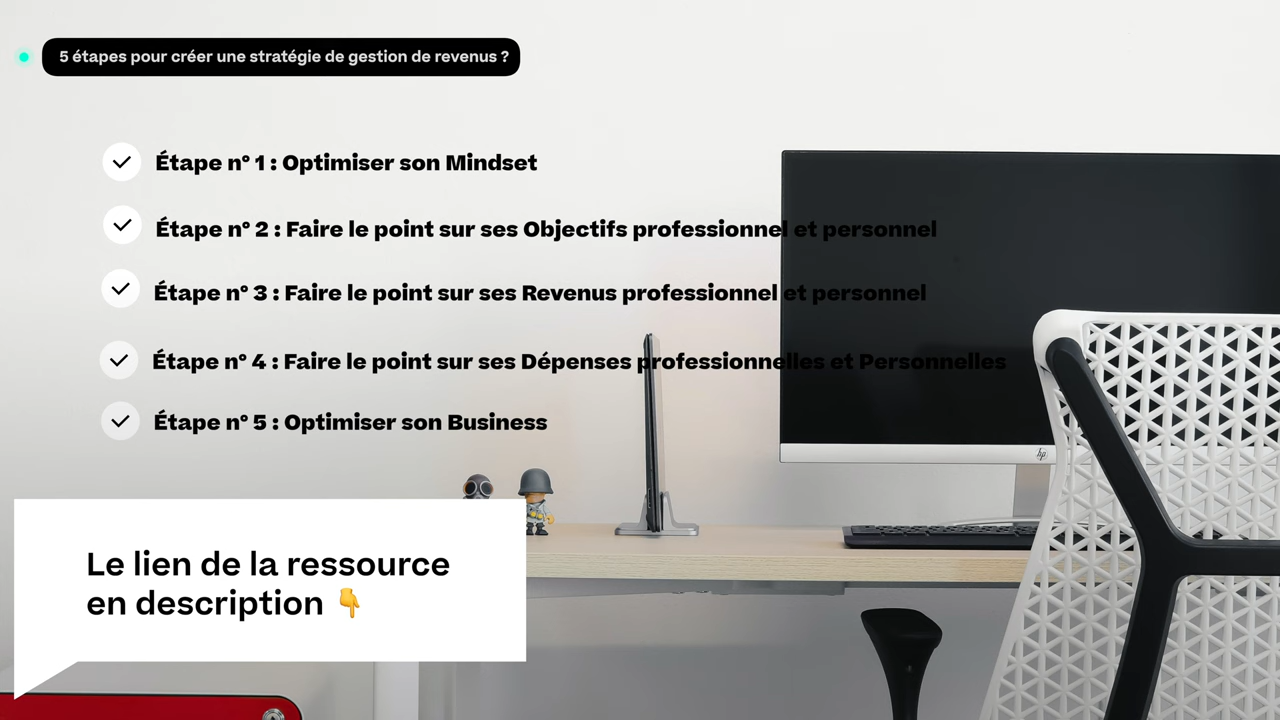 5 étapes pour créer une stratégie de gestion de revenus ?
Étape n° 1 : Optimiser son Mindset
Étape n° 2 : Faire le point sur ses Objectifs professionnel et personnel
Étape n° 3 : Faire le point sur ses Revenus professionnel et personnel
Étape n° 4 : Faire le point sur ses Dépenses professionnelles et Personnelles
Étape n° 5 : Optimiser son Business
hp
Le lien de la ressource
en description 👇